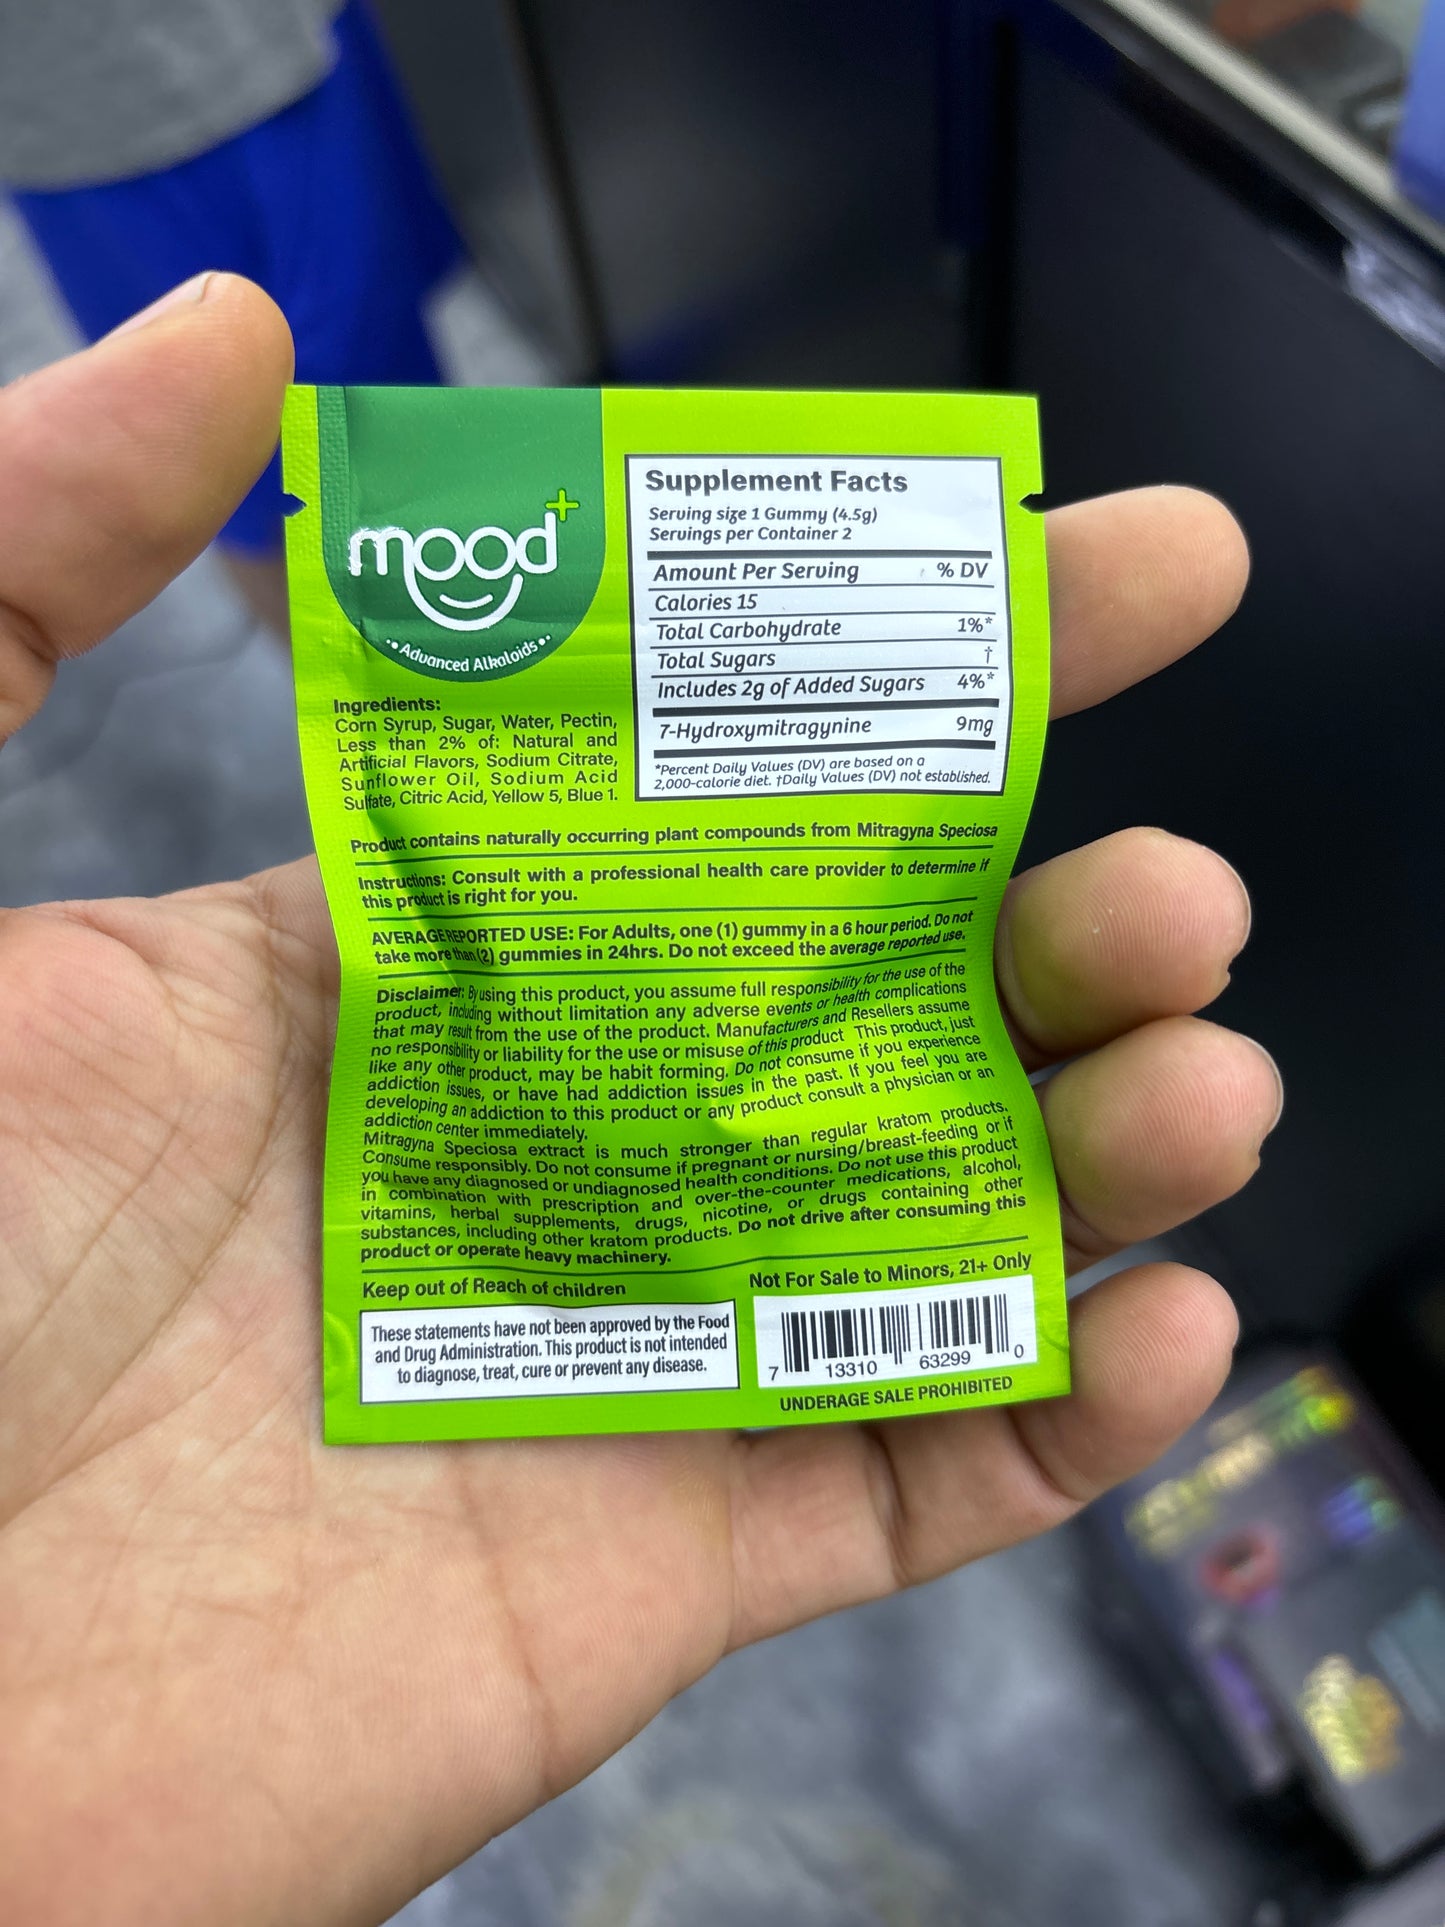 mood+
•• Advanced Alkaloids ••
Supplement Facts
Serving size 1 Gummy (4.5g)
Servings per Container 2
Amount Per Serving % DV
Calories 15
Total Carbohydrate 1%*
Total Sugars †
Includes 2g of Added Sugars 4%*
7-Hydroxymitragynine 9mg
*Percent Daily Values (DV) are based on a
2,000-calorie diet. †Daily Values (DV) not established.
Ingredients:
Corn Syrup, Sugar, Water, Pectin,
Less than 2% of: Natural and
Artificial Flavors, Sodium Citrate,
Sunflower Oil, Sodium Acid
Sulfate, Citric Acid, Yellow 5, Blue 1.
Product contains naturally occurring plant compounds from Mitragyna Speciosa
Instructions: Consult with a professional health care provider to determine if
this product is right for you.
AVERAGE REPORTED USE: For Adults, one (1) gummy in a 6 hour period. Do not
take more than (2) gummies in 24hrs. Do not exceed the average reported use.
Disclaimer: By using this product, you assume full responsibility for the use of the
product, including without limitation any adverse events or health complications
that may result from the use of the product. Manufacturers and Resellers assume
no responsibility or liability for the use or misuse of this product This product, just
like any other product, may be habit forming. Do not consume if you experience
addiction issues, or have had addiction issues in the past. If you feel you are
developing an addiction to this product or any product consult a physician or an
addiction center immediately.
Mitragyna Speciosa extract is much stronger than regular kratom products.
Consume responsibly. Do not consume if pregnant or nursing/breast-feeding or if
you have any diagnosed or undiagnosed health conditions. Do not use this product
in combination with prescription and over-the-counter medications, alcohol,
vitamins, herbal supplements, drugs, nicotine, or drugs containing other
substances, including other kratom products. Do not drive after consuming this
product or operate heavy machinery.
Keep out of Reach of children
Not For Sale to Minors, 21+ Only
These statements have not been approved by the Food
and Drug Administration. This product is not intended
to diagnose, treat, cure or prevent any disease.
7 13310 63299 0
UNDERAGE SALE PROHIBITED